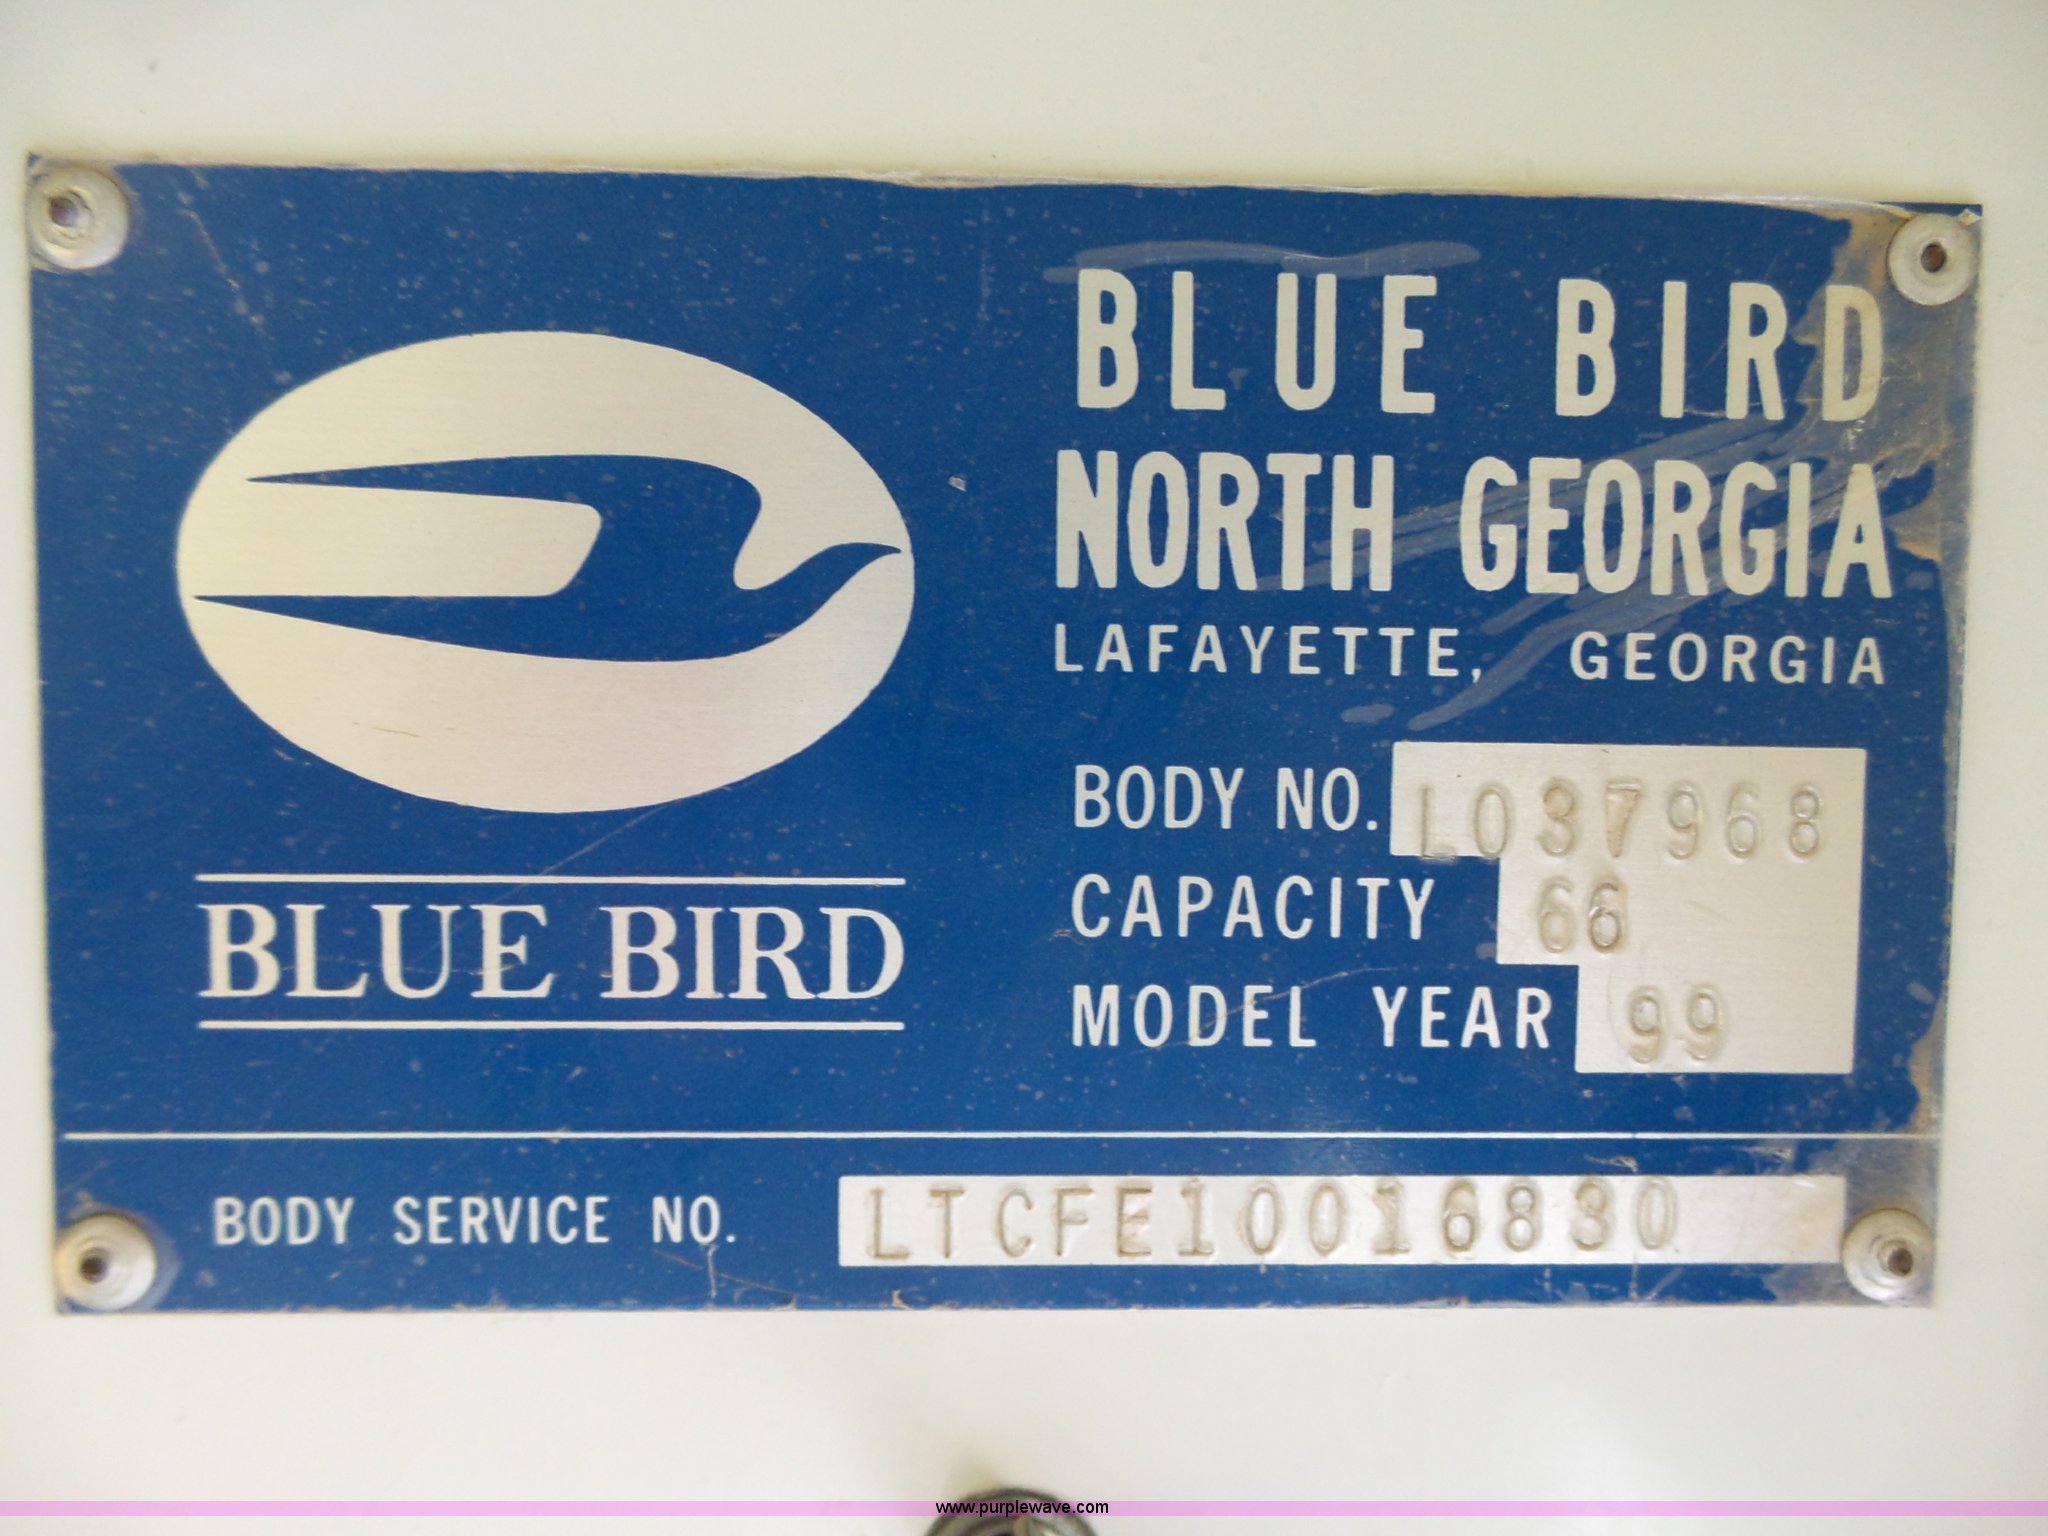 BLUE BIRD
BLUE BIRD
NORTH GEORGIA
LAFAYETTE, GEORGIA
BODY NO. L037968
CAPACITY 66
MODEL YEAR 99
BODY SERVICE NO. LTCFE10016830
www.purplewave.com